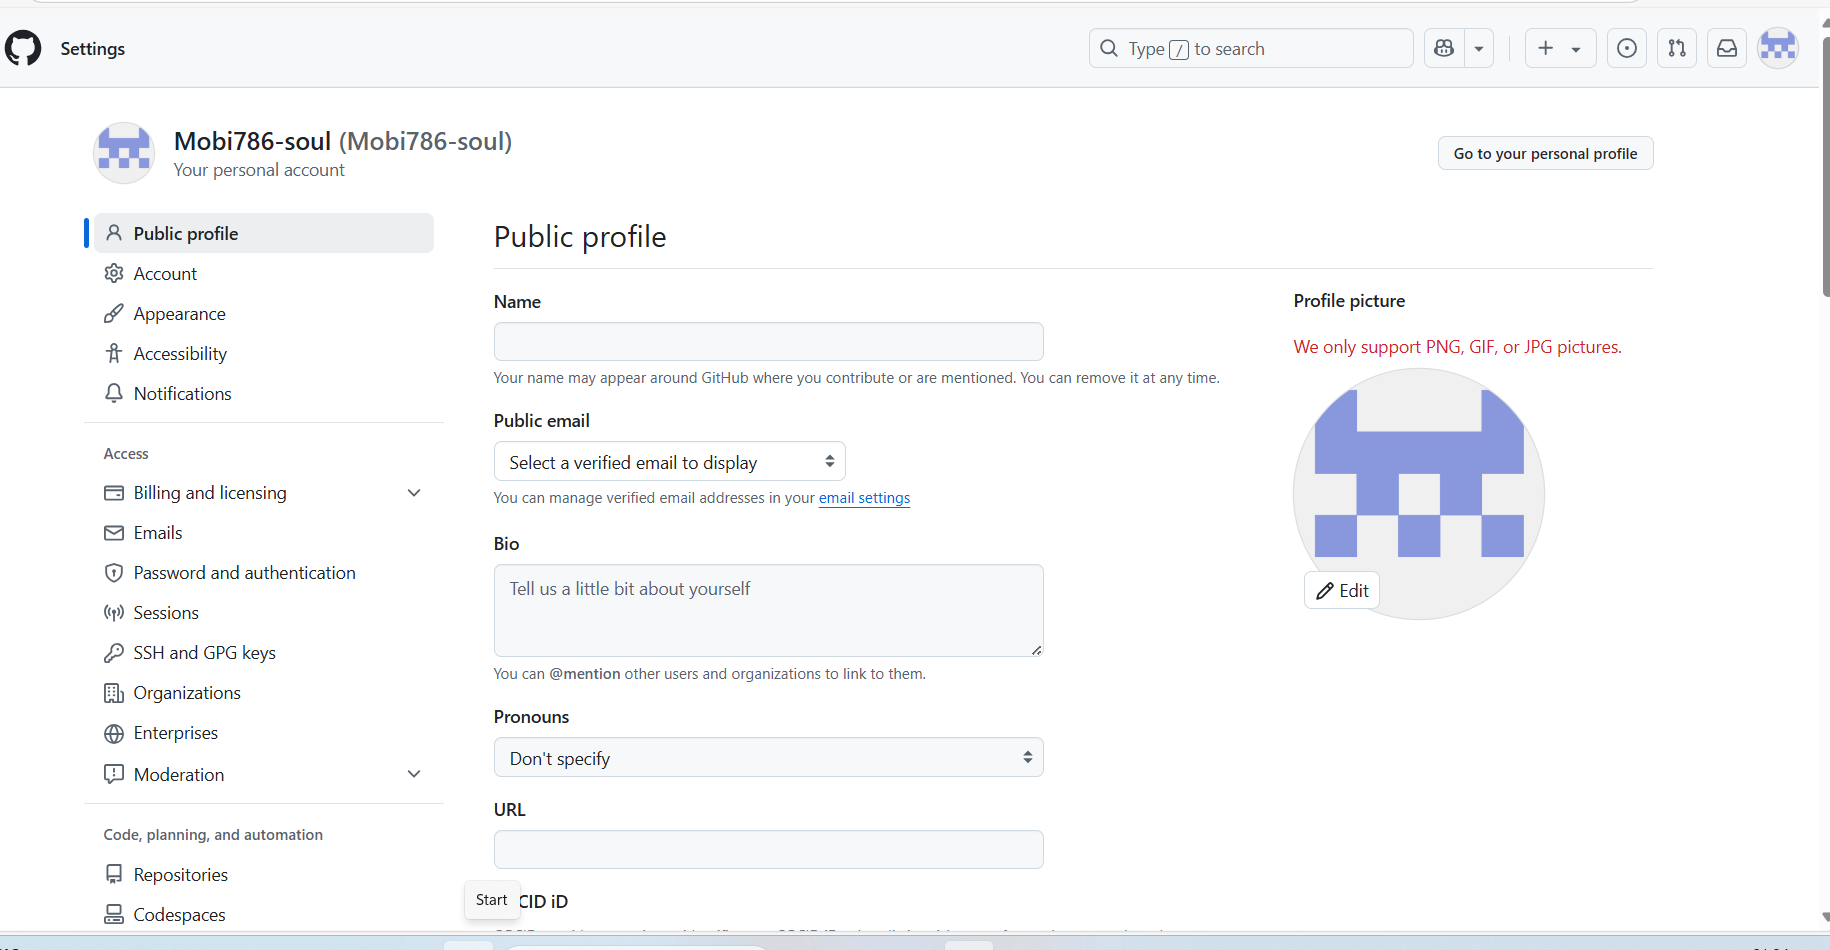 Settings
Type / to search
Mobi786-soul (Mobi786-soul)
Your personal account
Go to your personal profile
Public profile
Account
Appearance
Accessibility
Notifications
Access
Billing and licensing
Emails
Password and authentication
Sessions
SSH and GPG keys
Organizations
Enterprises
Moderation
Code, planning, and automation
Repositories
Codespaces
Public profile
Name
Your name may appear around GitHub where you contribute or are mentioned. You can remove it at any time.
Public email
Select a verified email to display
You can manage verified email addresses in your email settings
Bio
Tell us a little bit about yourself
You can @mention other users and organizations to link to them.
Pronouns
Don't specify
URL
Start
CID iD
Profile picture
We only support PNG, GIF, or JPG pictures.
Edit